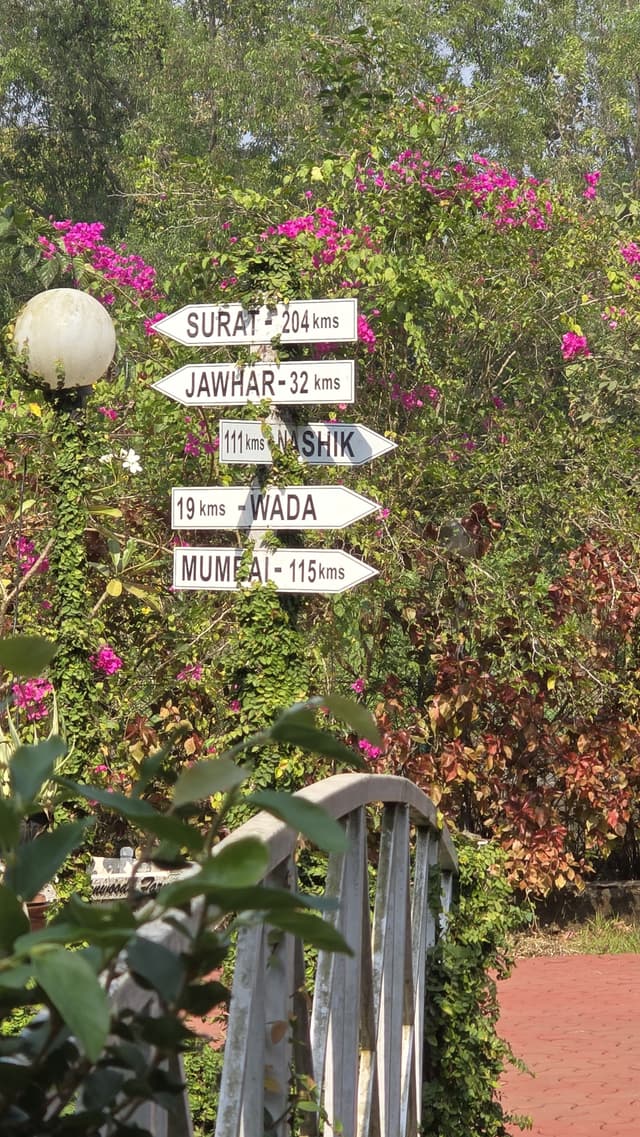 SURAT - 204 kms
JAWHAR - 32 kms
111 kms - NASHIK
19 kms - WADA
MUMBAI - 115 kms